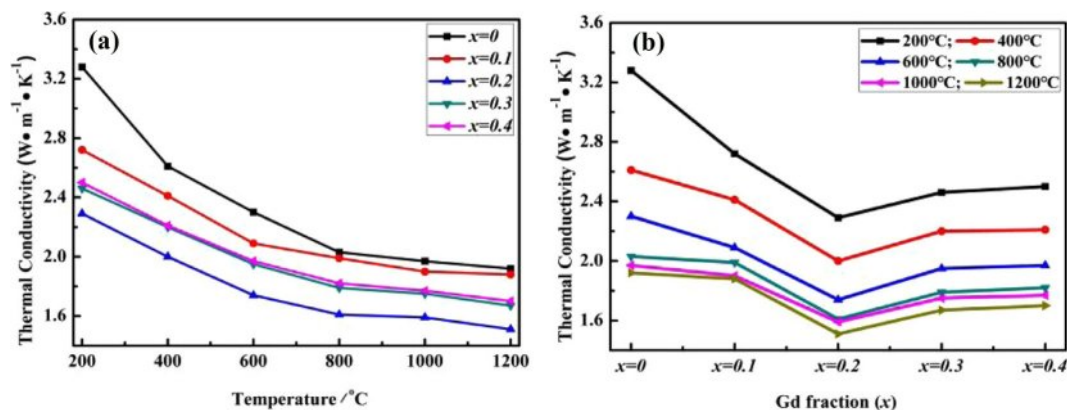 (a)
x=0
x=0.1
x=0.2
x=0.3
x=0.4
Thermal Conductivity (W• m⁻¹• K⁻¹)
3.6
3.2
2.8
2.4
2.0
1.6
200 400 600 800 1000 1200
Temperature /°C
(b)
200°C; 400°C
600°C; 800°C
1000°C; 1200°C
Thermal Conductivity (W• m⁻¹• K⁻¹)
3.6
3.2
2.8
2.4
2.0
1.6
x=0 x=0.1 x=0.2 x=0.3 x=0.4
Gd fraction (x)